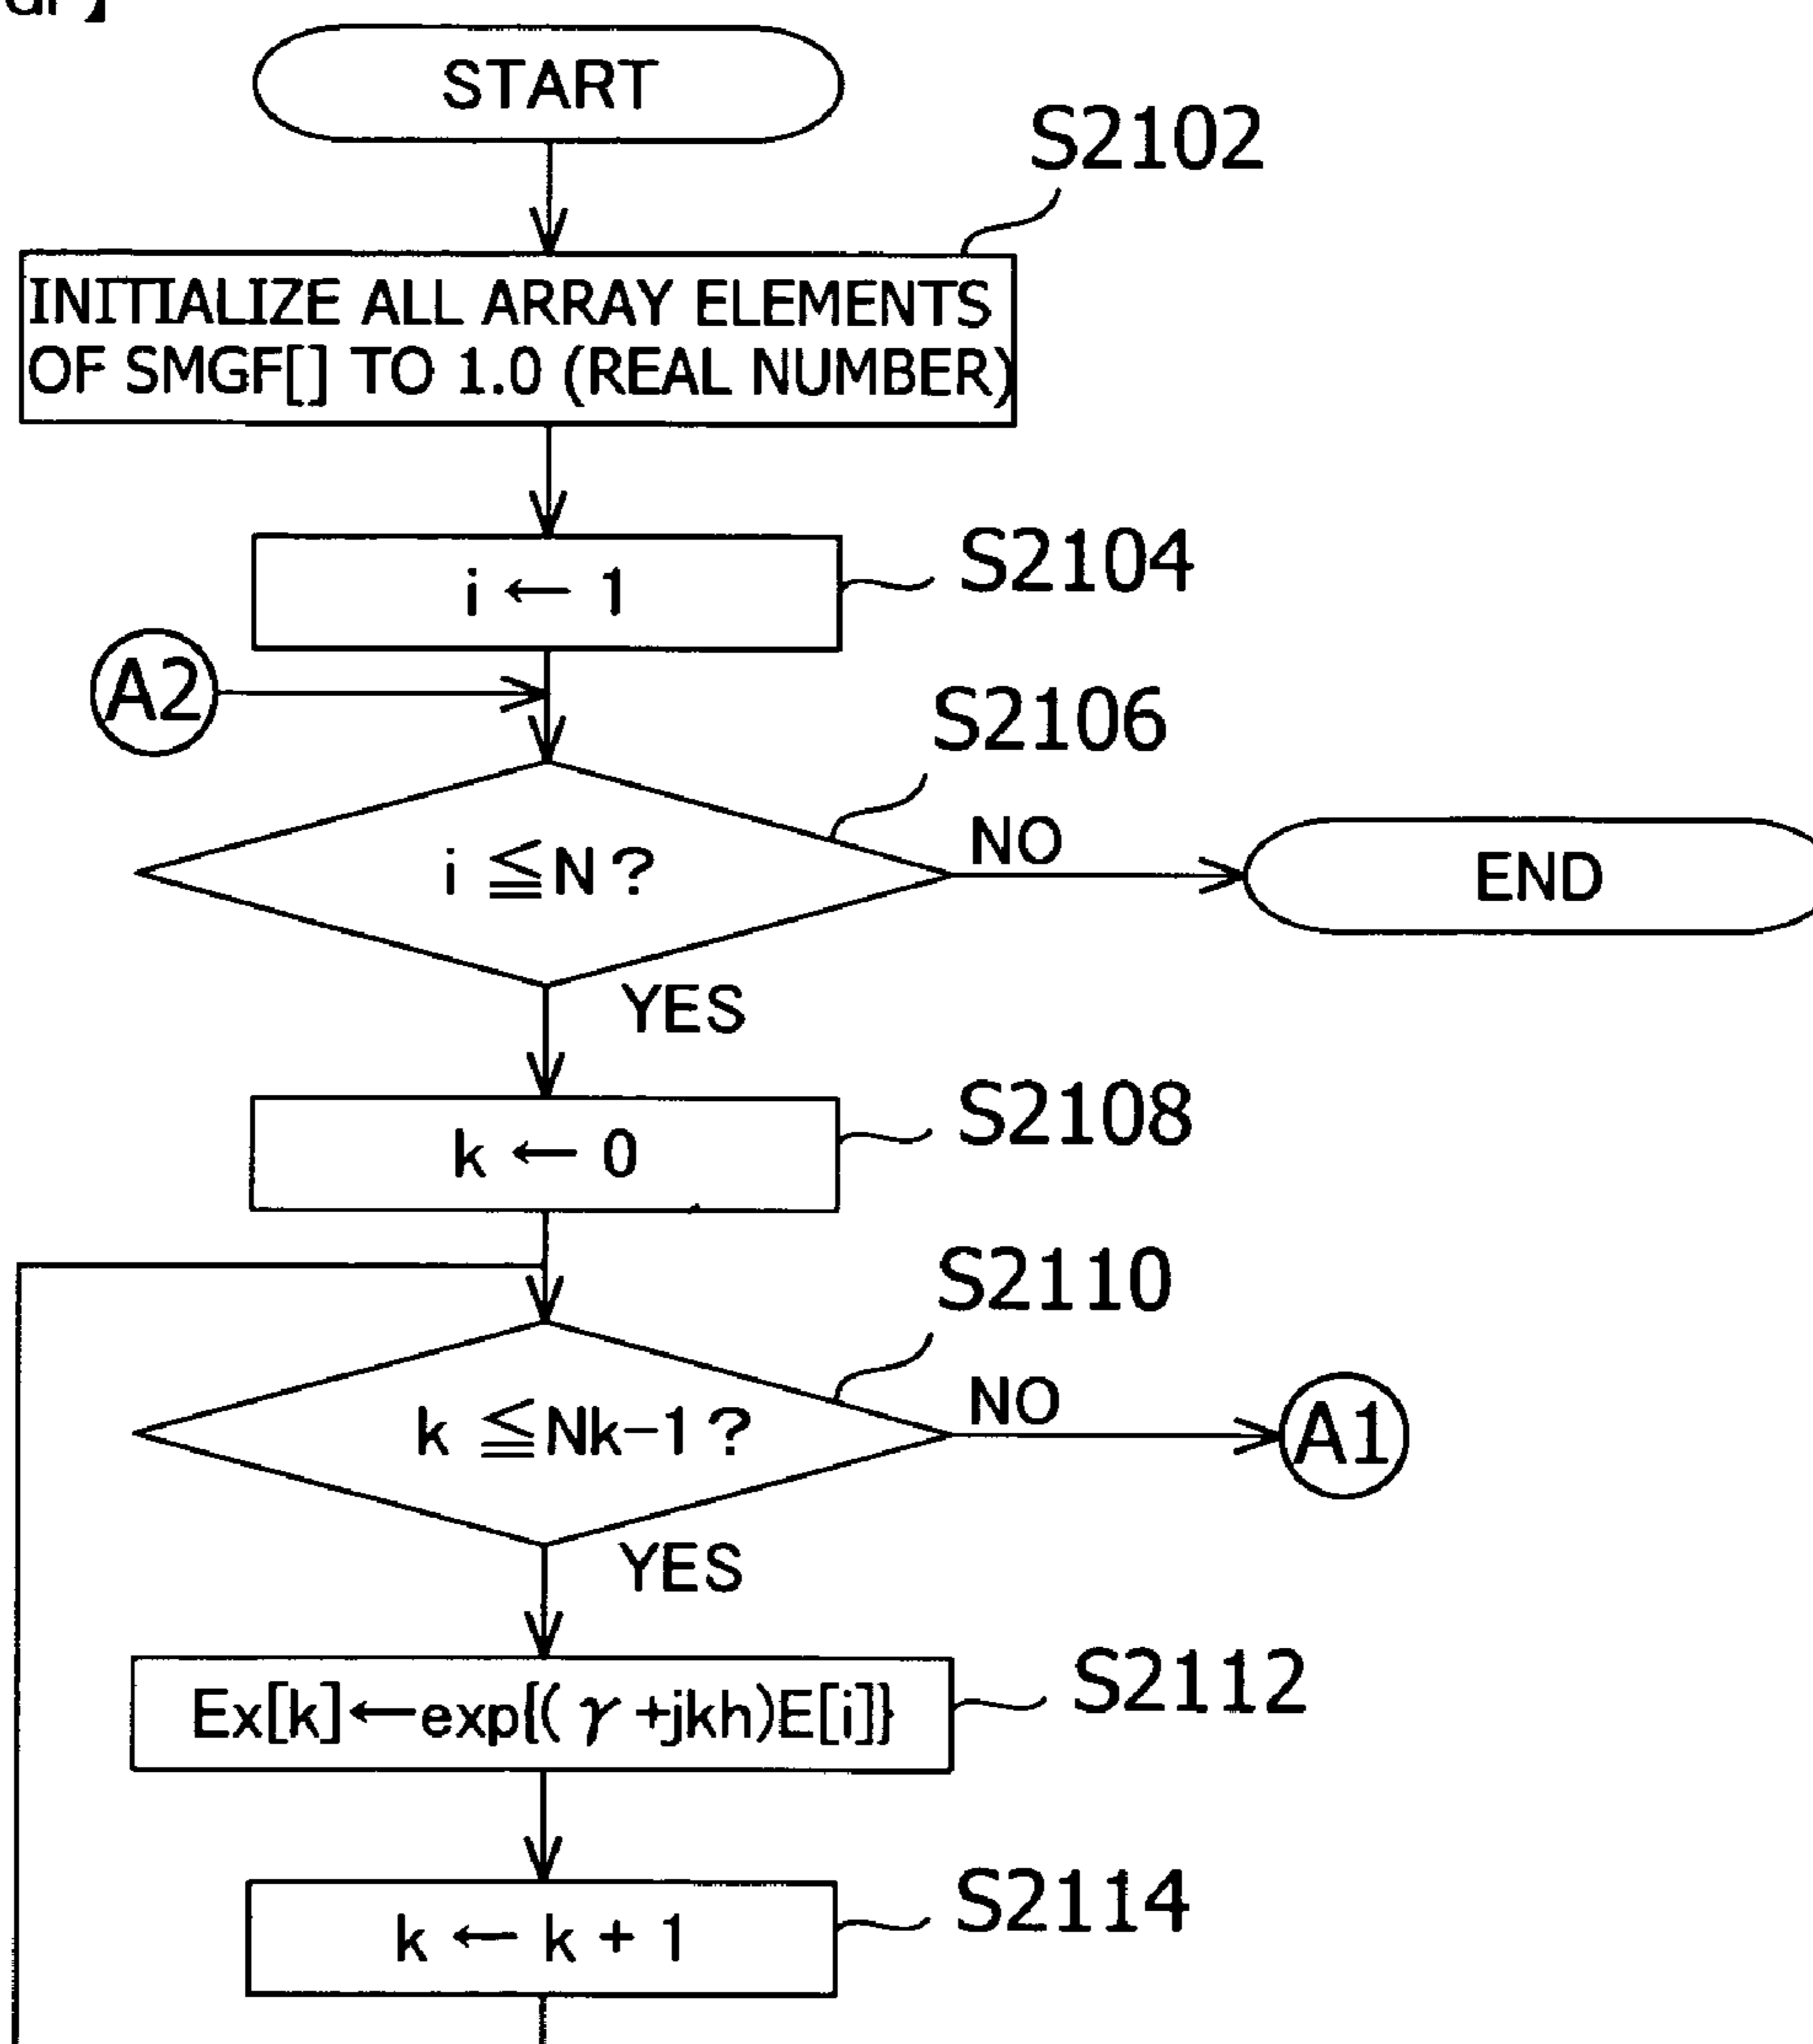 START
S2102
INITIALIZE ALL ARRAY ELEMENTS
OF SMGF[] TO 1.0 (REAL NUMBER)
i ← 1
S2104
A2
S2106
i ≦N?
NO
END
YES
k ← 0
S2108
S2110
k ≦Nk-1?
NO
A1
YES
Ex[k]←exp{(γ+jkh)E[i]}
S2112
k ← k + 1
S2114